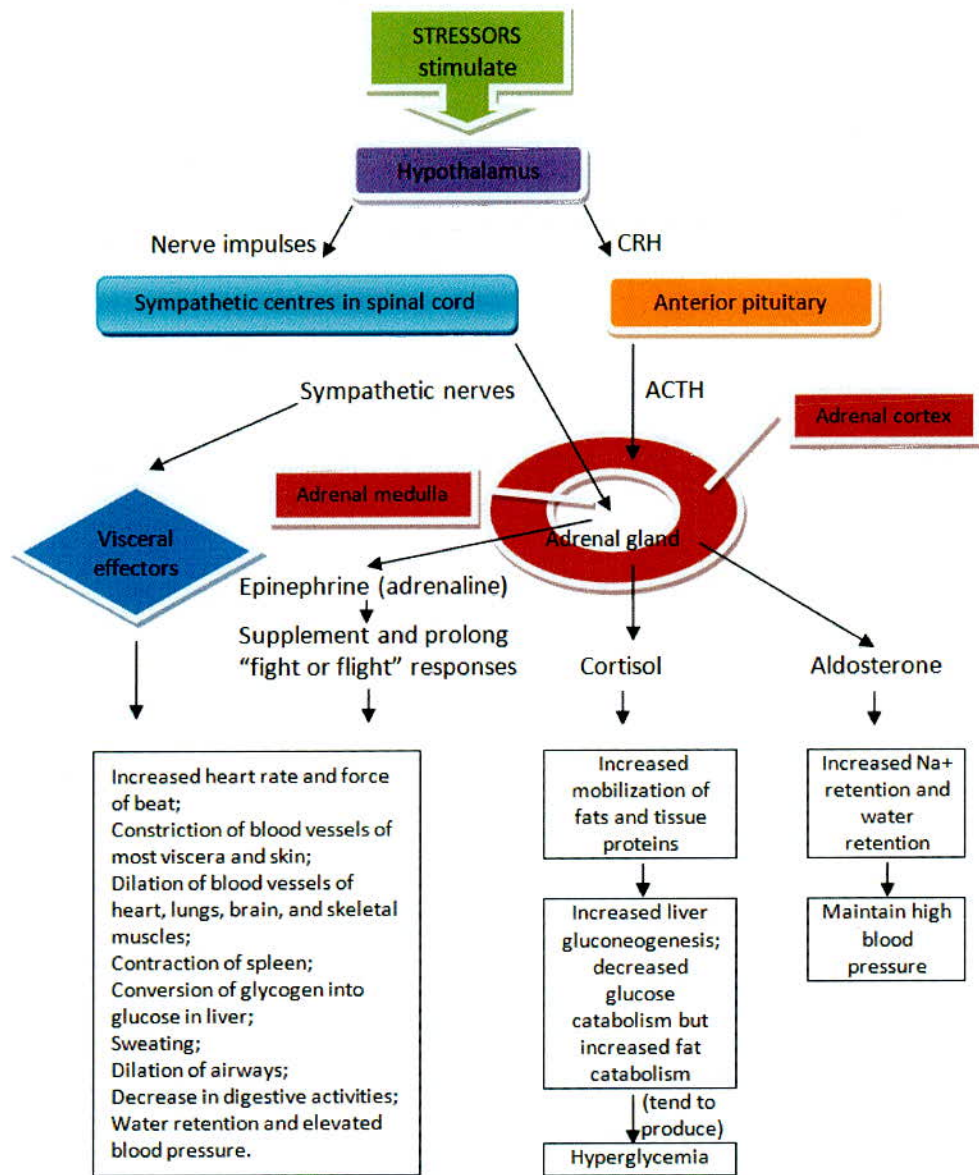 STRESSORS
stimulate
Hypothalamus
Nerve impulses
CRH
Sympathetic centres in spinal cord
Anterior pituitary
Sympathetic nerves
ACTH
Adrenal cortex
Adrenal medulla
Adrenal gland
Visceral
effectors
Epinephrine (adrenaline)
Supplement and prolong
“fight or flight” responses
Cortisol
Aldosterone
Increased heart rate and force
of beat;
Constriction of blood vessels of
most viscera and skin;
Dilation of blood vessels of
heart, lungs, brain, and skeletal
muscles;
Contraction of spleen;
Conversion of glycogen into
glucose in liver;
Sweating;
Dilation of airways;
Decrease in digestive activities;
Water retention and elevated
blood pressure.
Increased
mobilization of
fats and tissue
proteins
Increased liver
gluconeogenesis;
decreased
glucose
catabolism but
increased fat
catabolism
(tend to
produce)
Hyperglycemia
Increased Na+
retention and
water
retention
Maintain high
blood
pressure